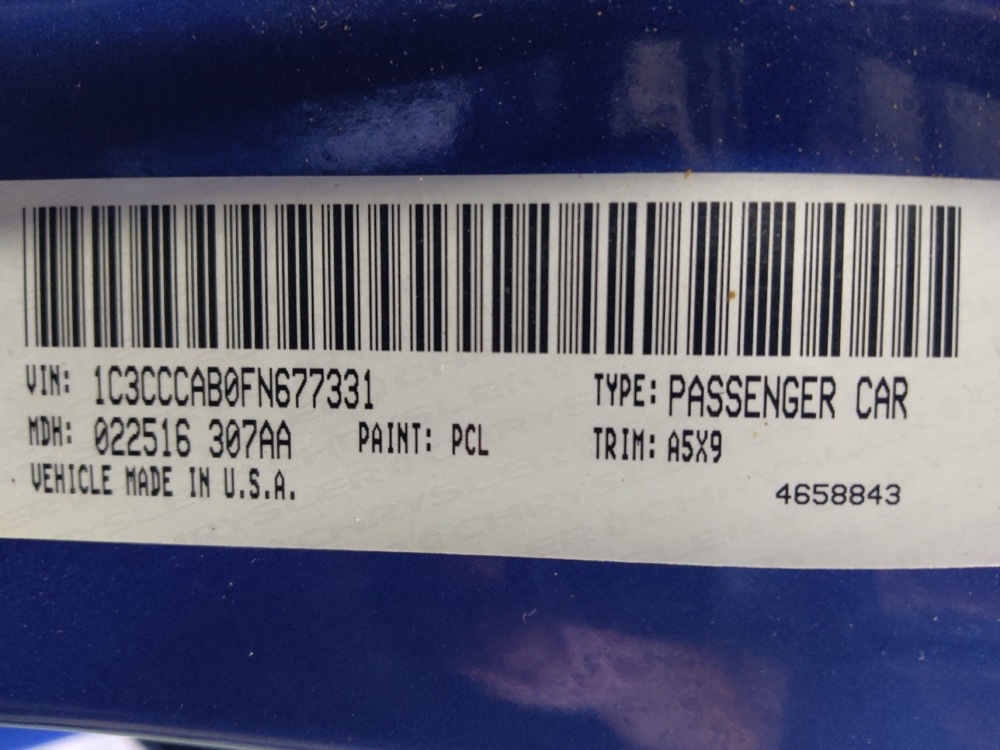 VIN: 1C3CCCAB0FN677331 TYPE: PASSENGER CAR
MDH: 022516 307AA PAINT: PCL TRIM: A5X9
VEHICLE MADE IN U.S.A.
4658843